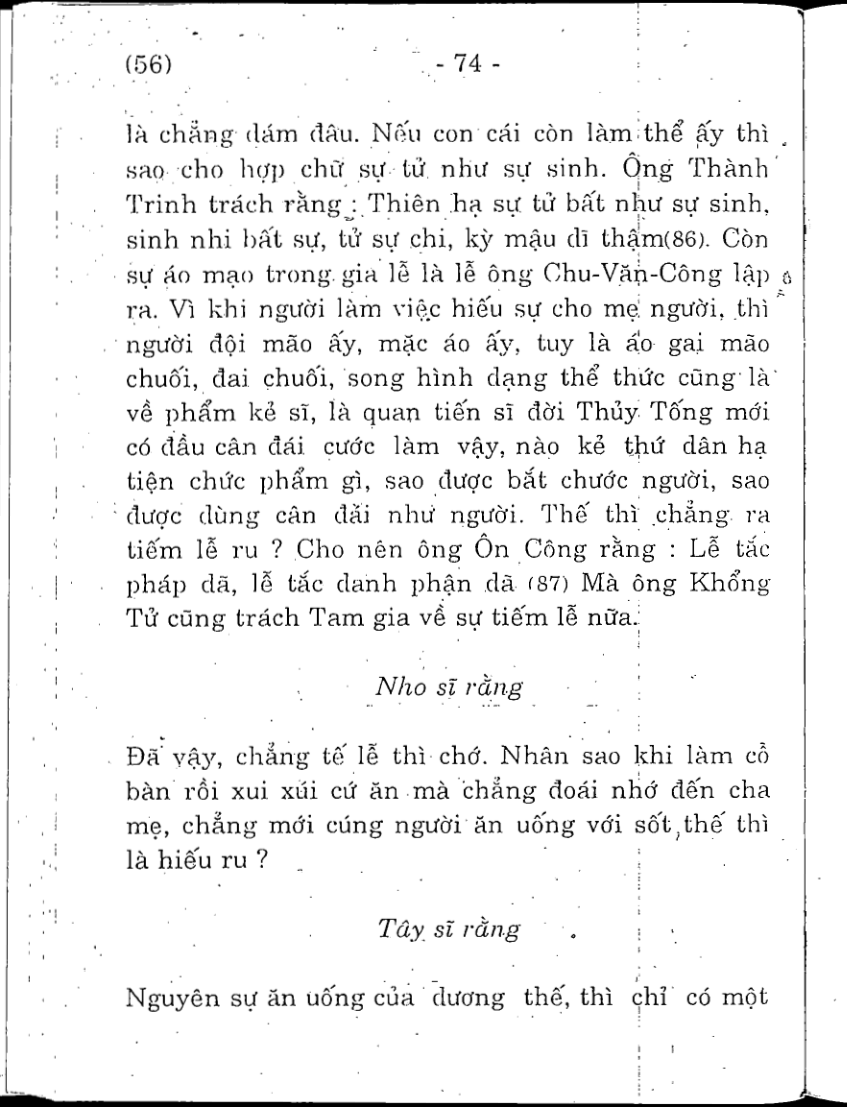 (56) - 74 -
là chẳng dám đâu. Nếu con cái còn làm thể ấy thì
sao cho hợp chữ sự tử như sự sinh. Ông Thành
Trinh trách rằng : Thiên hạ sự tử bất như sự sinh,
sinh nhi bất sự, tử sự chi, kỳ mậu dĩ thậm(86). Còn
sự áo mạo trong gia lễ là lễ ông Chu-Văn-Công lập
ra. Vì khi người làm việc hiếu sự cho mẹ người, thì
người đội mão ấy, mặc áo ấy, tuy là áo gai mão
chuối, đai chuối, song hình dạng thể thức cũng là
về phẩm kẻ sĩ, là quan tiến sĩ đời Thủy Tống mới
có đầu cân đái cước làm vậy, nào kẻ thứ dân hạ
tiện chức phẩm gì, sao được bắt chước người, sao
được dùng cân đãi như người. Thế thì chẳng ra
tiếm lễ ru ? Cho nên ông Ôn Công rằng : Lễ tắc
pháp dã, lễ tắc danh phận dã (87) Mà ông Khổng
Tử cũng trách Tam gia về sự tiếm lễ nữa.
Nho sĩ rằng
Đã vậy, chẳng tế lễ thì chớ. Nhân sao khi làm cỗ
bàn rồi xui xúi cứ ăn mà chẳng đoái nhớ đến cha
mẹ, chẳng mới cúng người ăn uống với sốt, thế thì
là hiếu ru ?
Tây sĩ rằng
Nguyên sự ăn uống của dương thế, thì chỉ có một